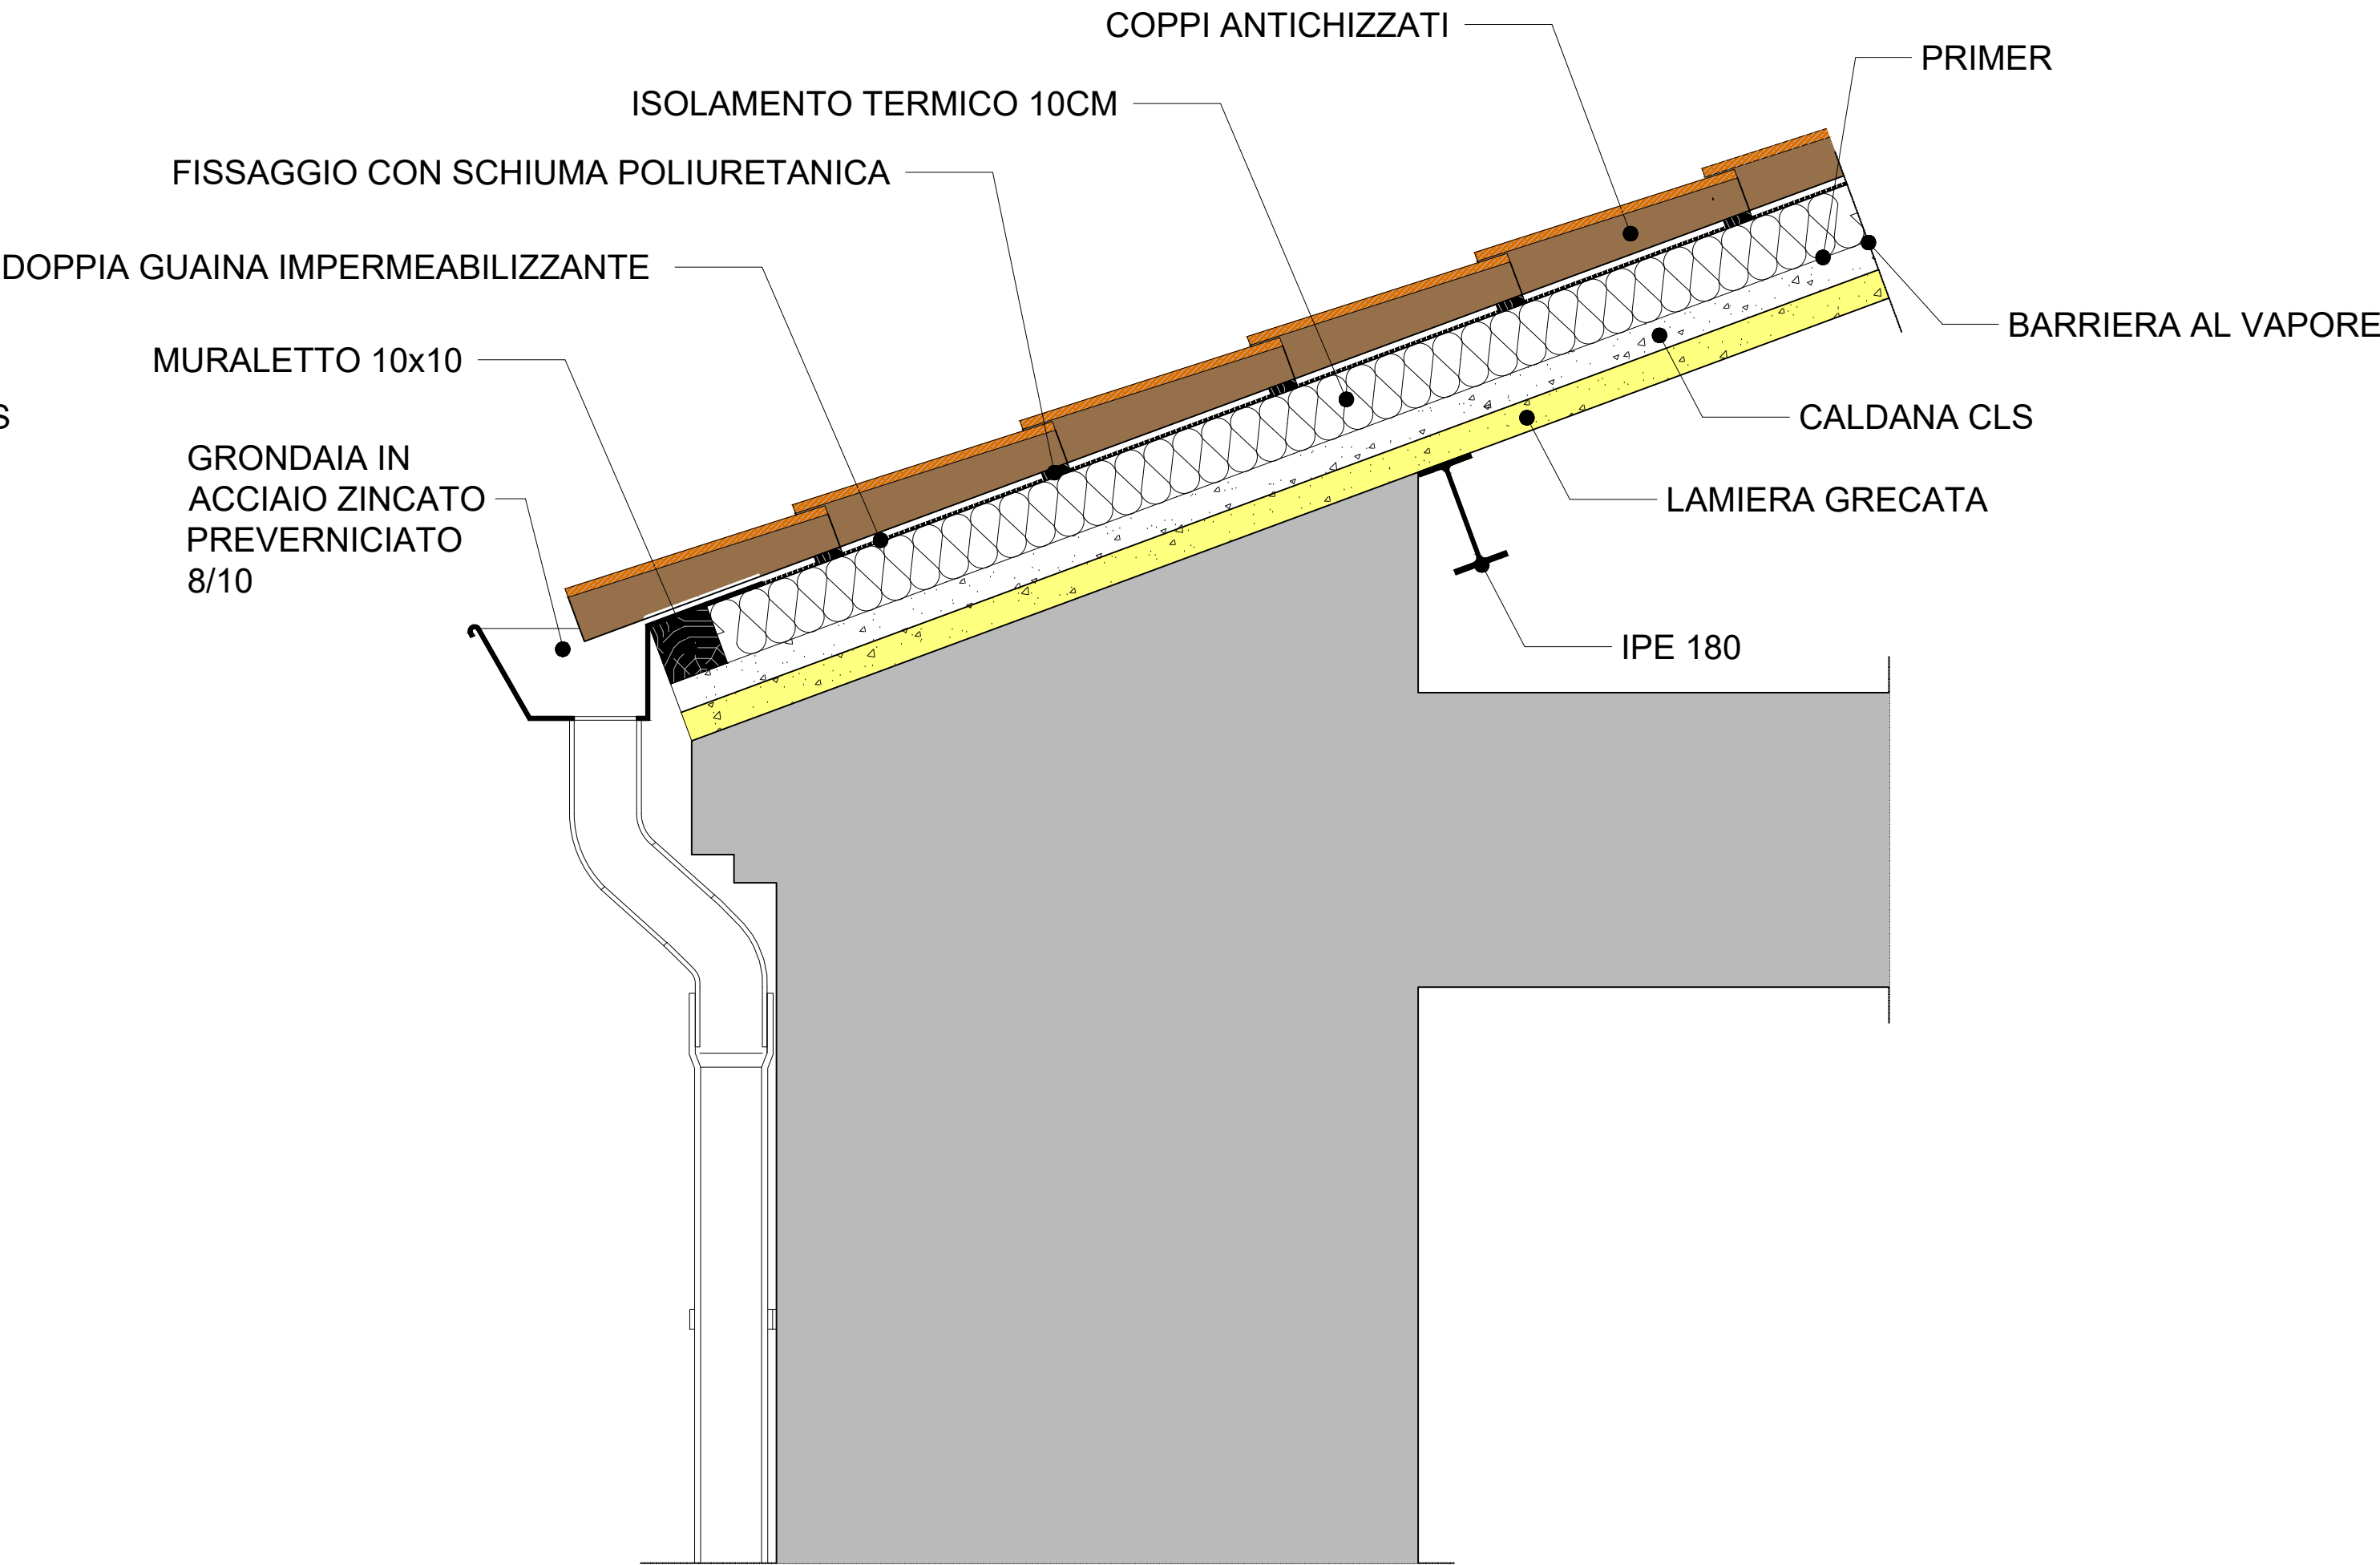 COPPI ANTICHIZZATI
PRIMER
ISOLAMENTO TERMICO 10CM
FISSAGGIO CON SCHIUMA POLIURETANICA
DOPPIA GUAINA IMPERMEABILIZZANTE
BARRIERA AL VAPORE
MURALETTO 10x10
S
CALDANA CLS
GRONDAIA IN
ACCIAIO ZINCATO
PREVERNICIATO
8/10
LAMIERA GRECATA
IPE 180